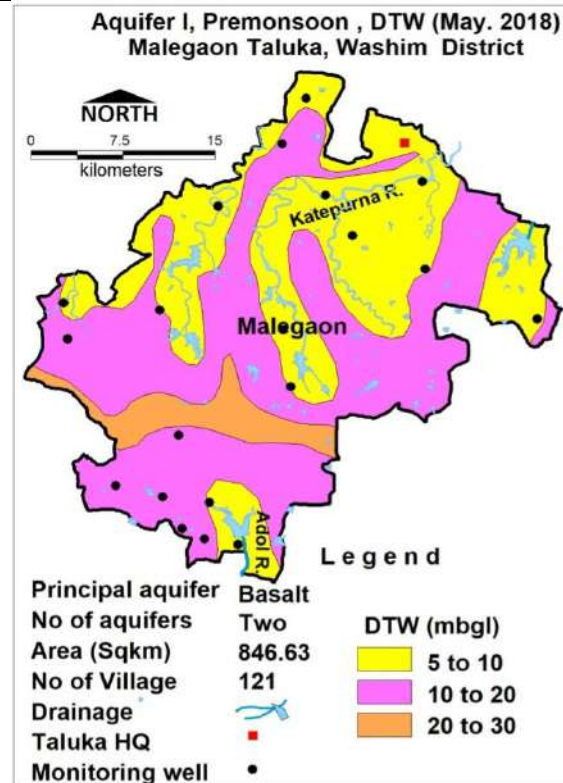 Aquifer I, Premonsoon , DTW (May. 2018)
Malegaon Taluka, Washim District
NORTH
0 7.5 15
kilometers
Katepurna R.
Malegaon
Adol R.
Legend
Principal aquifer Basalt
No of aquifers Two
Area (Sqkm) 846.63
No of Village 121
Drainage
Taluka HQ
Monitoring well
DTW (mbgl)
5 to 10
10 to 20
20 to 30